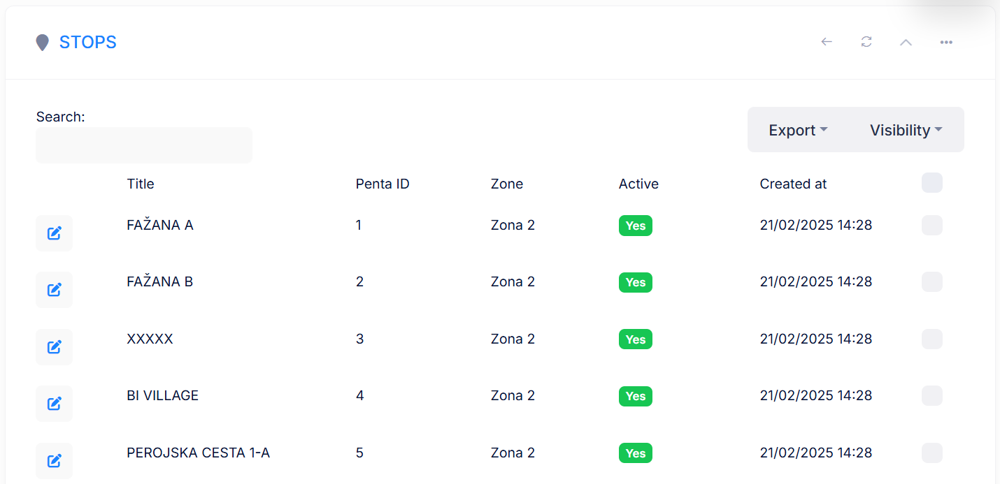 STOPS
Search:
Export Visibility
Title Penta ID Zone Active Created at
FAŽANA A 1 Zona 2 Yes 21/02/2025 14:28
FAŽANA B 2 Zona 2 Yes 21/02/2025 14:28
XXXXX 3 Zona 2 Yes 21/02/2025 14:28
BI VILLAGE 4 Zona 2 Yes 21/02/2025 14:28
PEROJSKA CESTA 1-A 5 Zona 2 Yes 21/02/2025 14:28